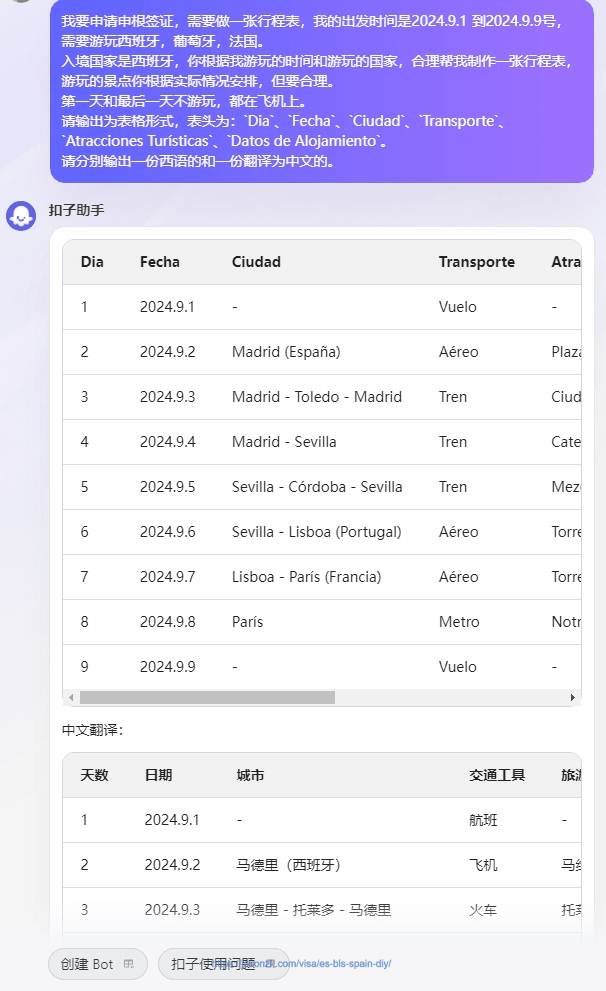 我要申请申根签证，需要做一张行程表，我的出发时间是2024.9.1 到2024.9.9号，
需要游玩西班牙，葡萄牙，法国。
入境国家是西班牙，你根据我游玩的时间和游玩的国家，合理帮我制作一张行程表，
游玩的景点你根据实际情况安排，但要合理。
第一天和最后一天不游玩，都在飞机上。
请输出为表格形式，表头为：`Dia`、`Fecha`、`Ciudad`、`Transporte`、
`Atracciones Turísticas`、`Datos de Alojamiento`。
请分别输出一份西语的和一份翻译为中文的。
扣子助手
Dia Fecha Ciudad Transporte Atra
1 2024.9.1 - Vuelo -
2 2024.9.2 Madrid (España) Aéreo Plaza
3 2024.9.3 Madrid - Toledo - Madrid Tren Ciud
4 2024.9.4 Madrid - Sevilla Tren Cate
5 2024.9.5 Sevilla - Córdoba - Sevilla Tren Mezc
6 2024.9.6 Sevilla - Lisboa (Portugal) Aéreo Torre
7 2024.9.7 Lisboa - París (Francia) Aéreo Torre
8 2024.9.8 París Metro Notr
9 2024.9.9 - Vuelo -
中文翻译：
天数 日期 城市 交通工具 旅游
1 2024.9.1 - 航班 -
2 2024.9.2 马德里（西班牙） 飞机 马
3 2024.9.3 马德里 - 托莱多 - 马德里 火车 托莱
创建 Bot 扣子使用问题
.com/visa/es-bls-spain-diy/